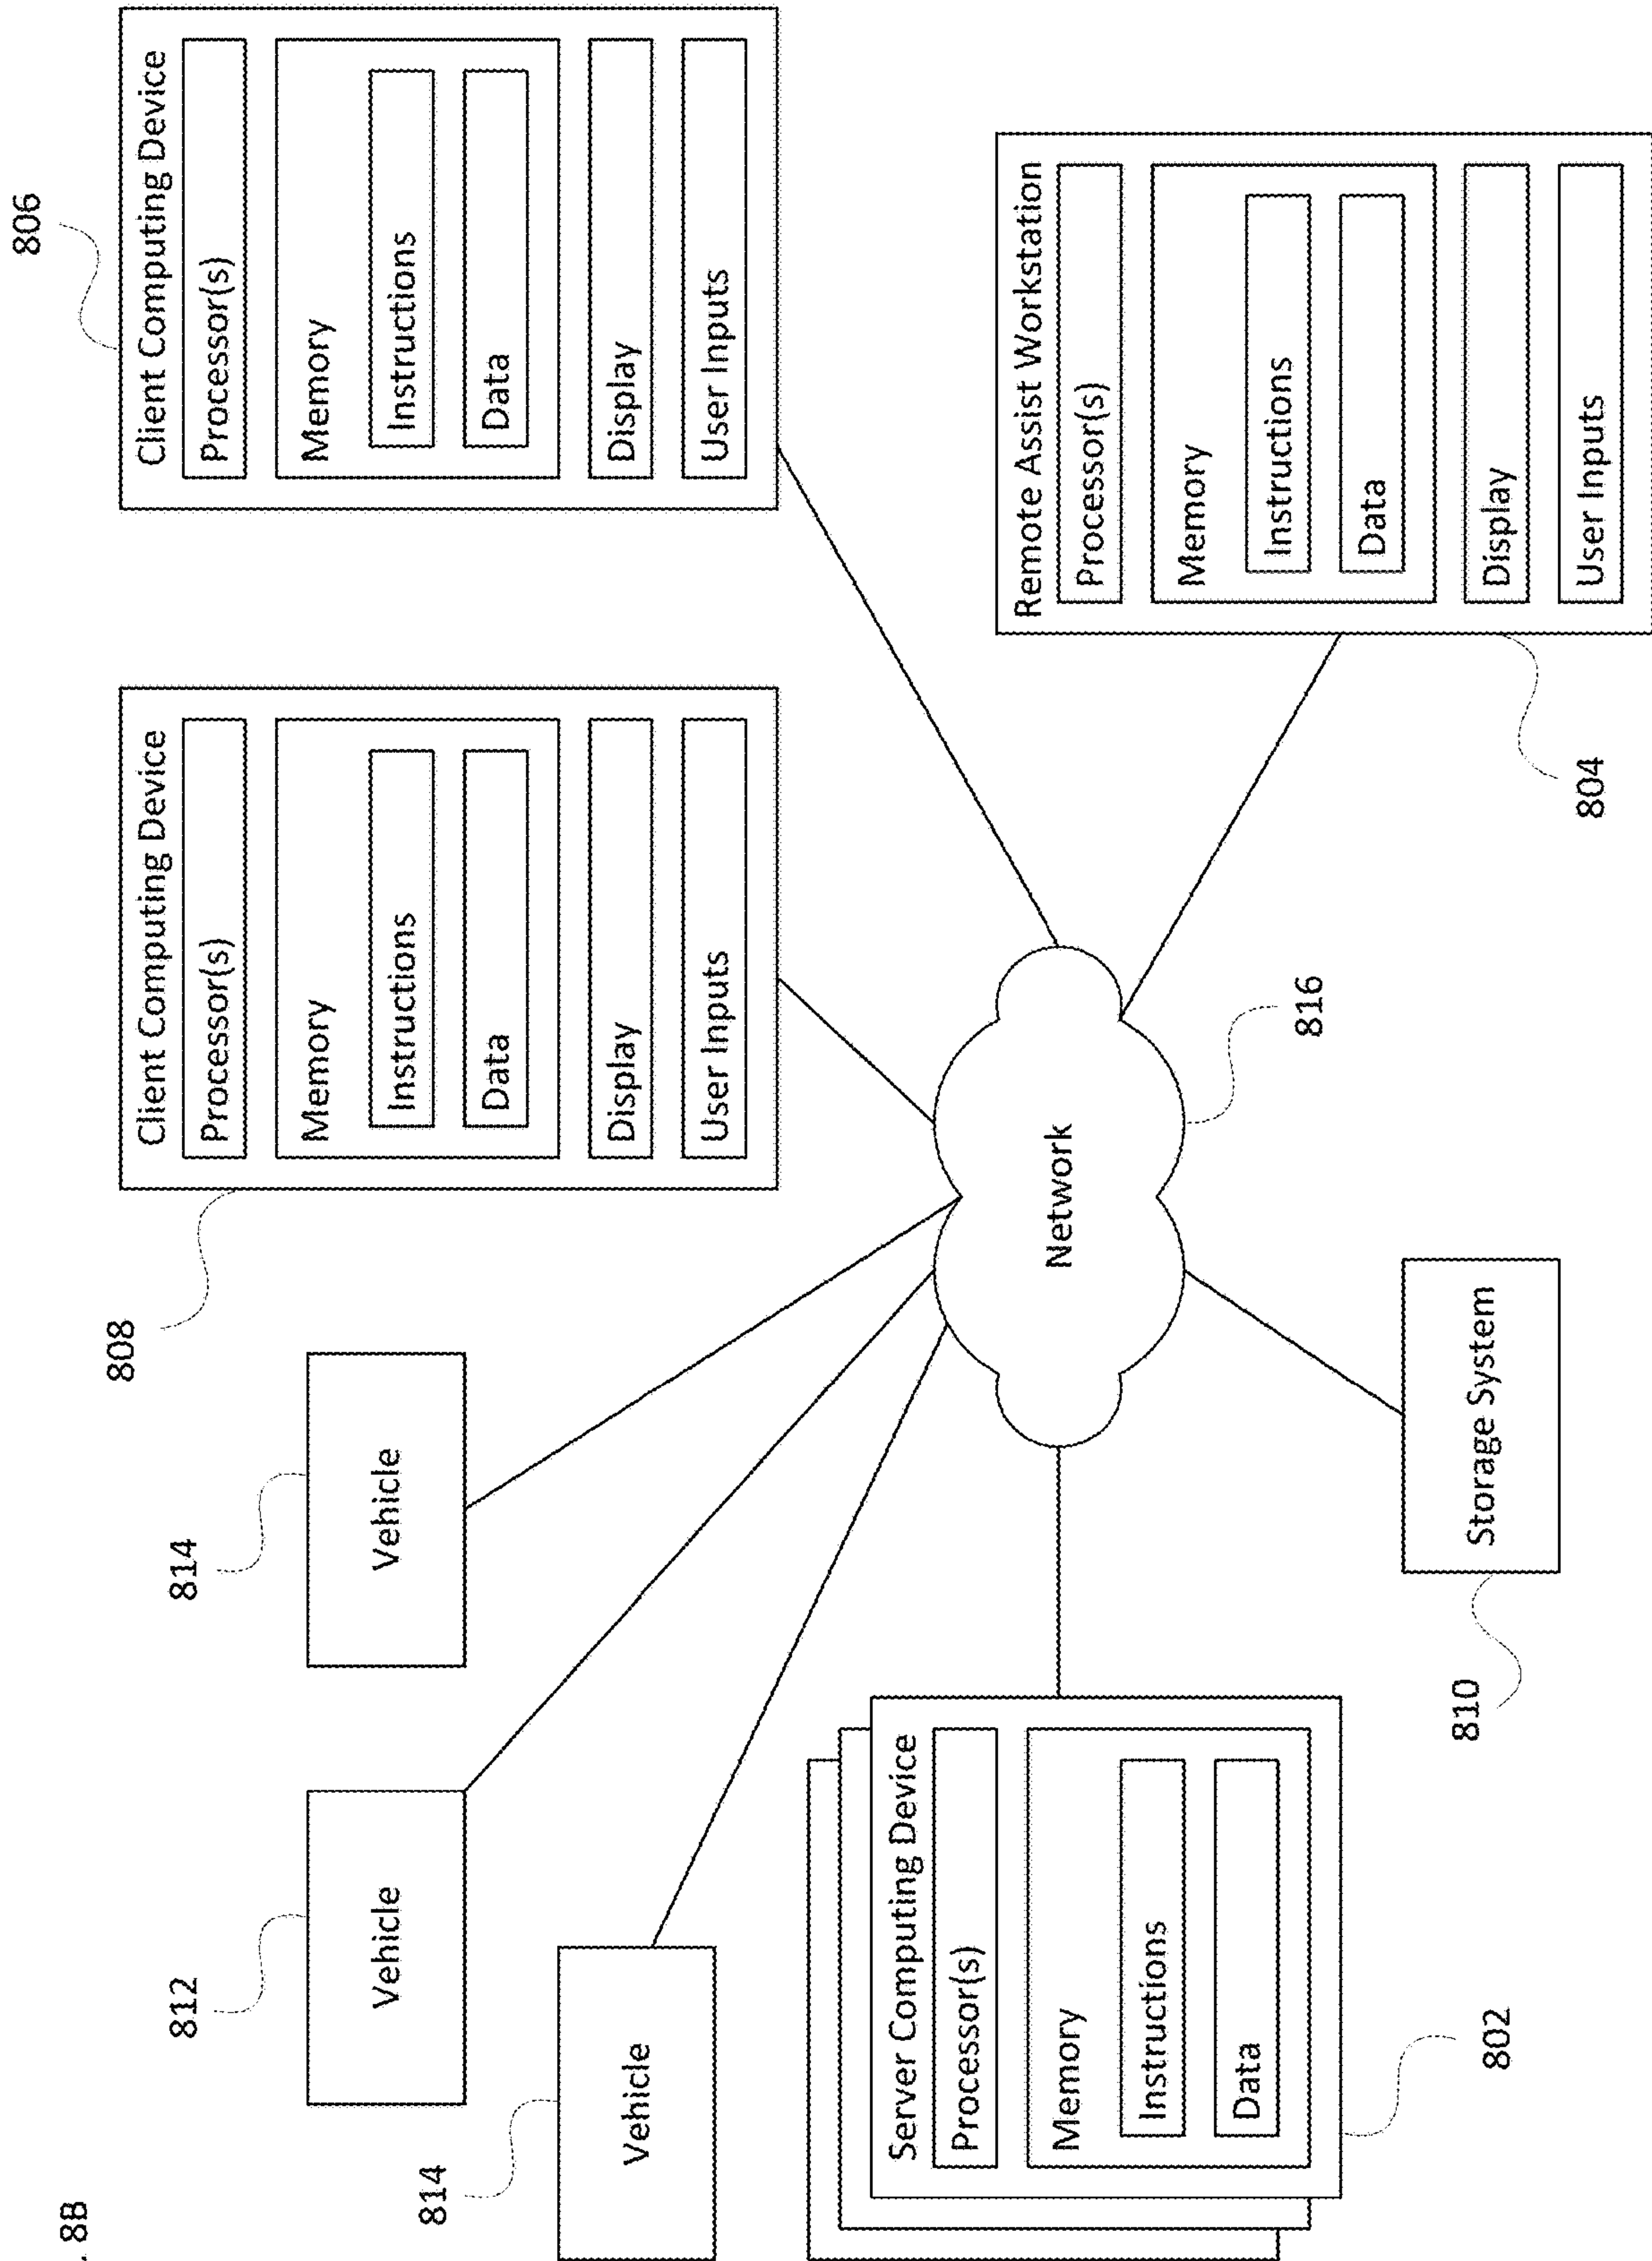 . 8B
806
812
Vehicle
814
Vehicle
808
Client Computing Device
Processor(s)
Memory
Instructions
Data
Display
User Inputs
Client Computing Device
Processor(s)
Memory
Instructions
Data
Display
User Inputs
814
Vehicle
Server Computing Device
Processor(s)
Memory
Instructions
Data
802
Network
816
Remote Assist Workstation
Processor(s)
Memory
Instructions
Data
Display
User Inputs
804
810
Storage System